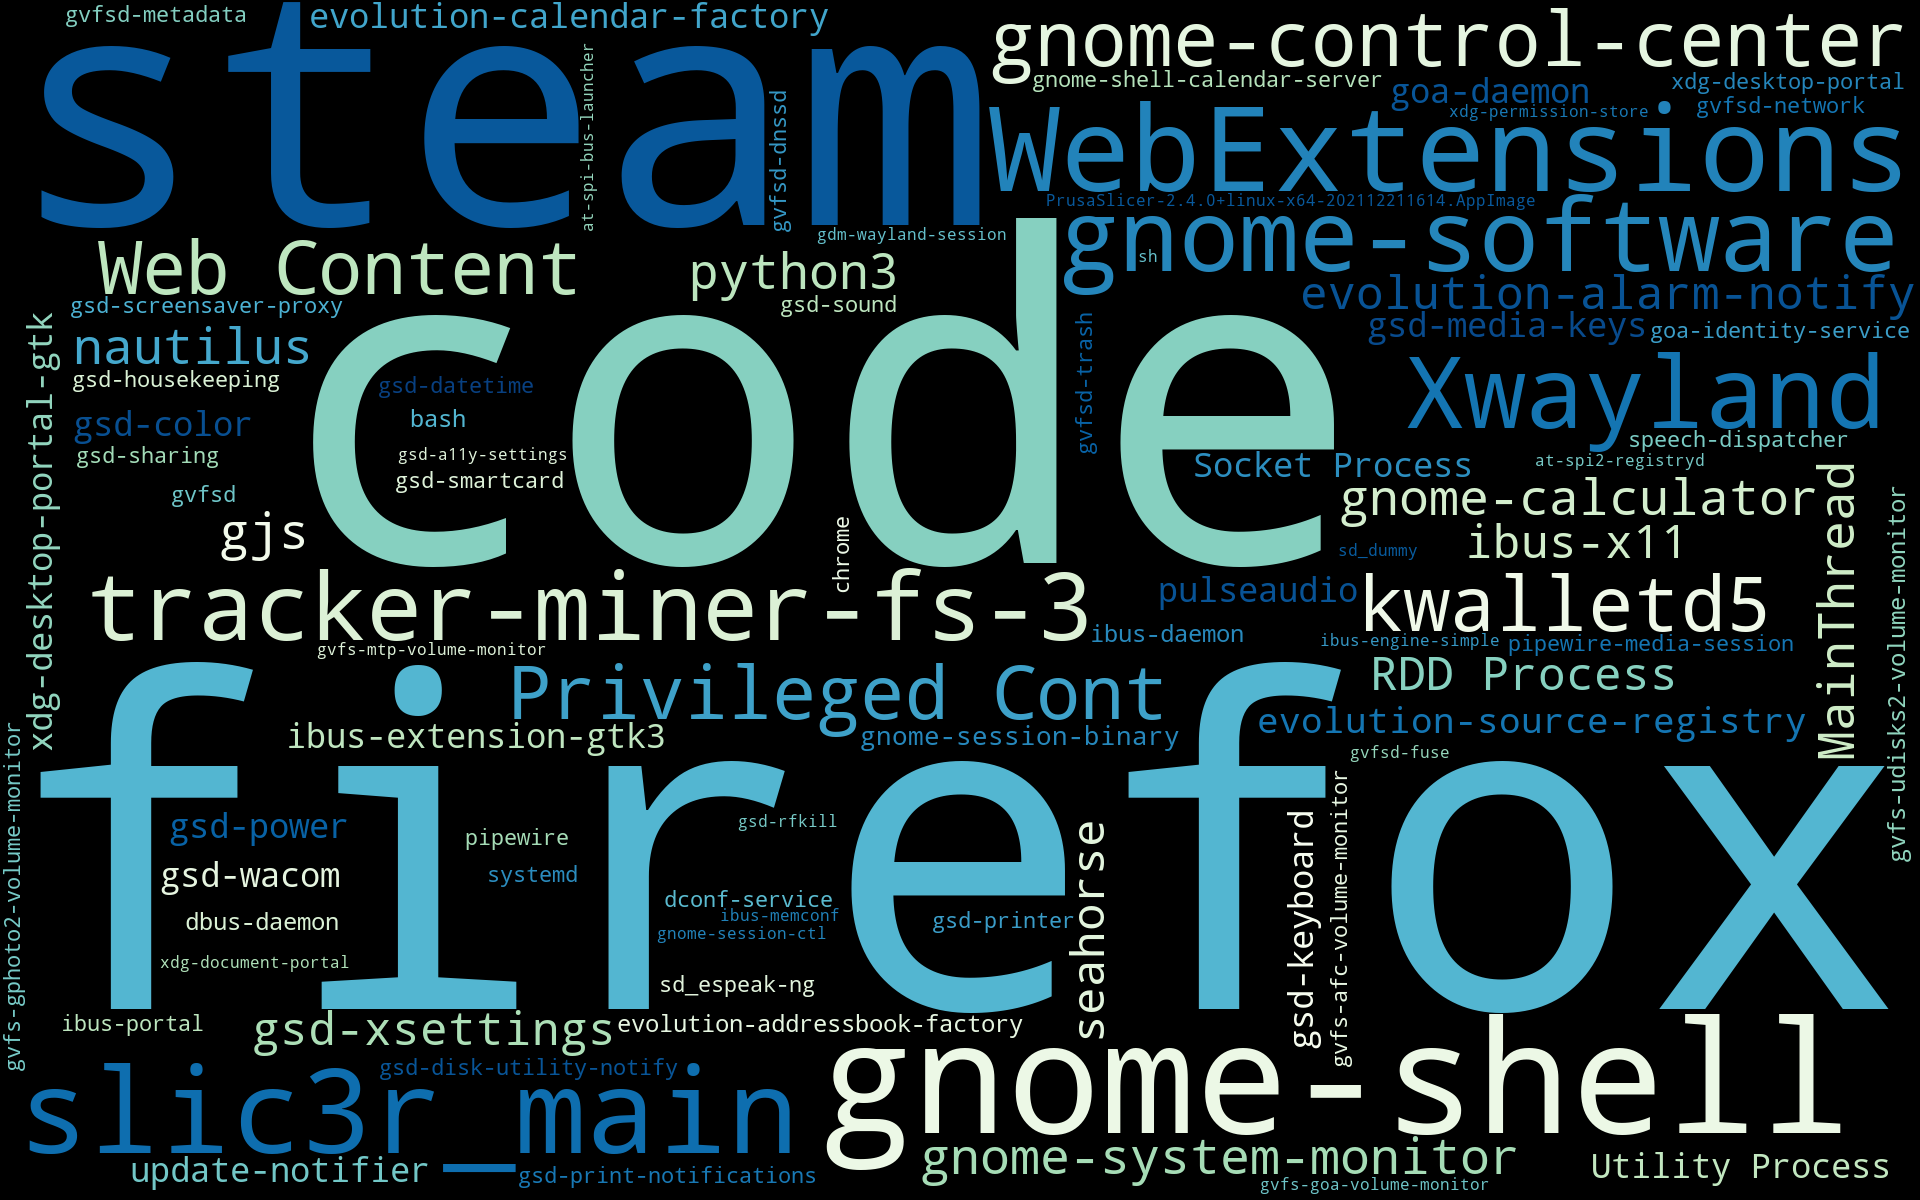 gvfsd-metadata
evolution-calendar-factory
steam
at-spi-bus-launcher
gvfsd-dnssd
gnome-control-center
gnome-shell-calendar-server
goa-daemon
xdg-desktop-portal
xdg-permission-store
gvfsd-network
WebExtensions
PrusaSlicer-2.4.0+linux-x64-202112211614.AppImage
gnome-software
sh
gdm-wayland-session
Web Content
python3
gsd-sound
gsd-screensaver-proxy
evolution-alarm-notify
gsd-media-keys
goa-identity-service
nautilus
gsd-housekeeping
code
gsd-datetime
bash
gsd-a11y-settings
gsd-smartcard
gvfsd-trash
Xwayland
gsd-color
gsd-sharing
gvfsd
gjs
xdg-desktop-portal-gtk
speech-dispatcher
at-spi2-registryd
Socket Process
gnome-calculator
ibus-x11
MainThread
gvfs-udisks2-volume-monitor
chrome
sd_dummy
tracker-miner-fs-3
pulseaudio
kwalletd5
ibus-daemon
ibus-engine-simple
pipewire-media-session
gvfs-mtp-volume-monitor
Privileged Cont
RDD Process
ibus-extension-gtk3
gnome-session-binary
evolution-source-registry
gvfsd-fuse
firefox
gvfs-gphoto2-volume-monitor
gsd-power
pipewire
gsd-rfkill
gsd-wacom
systemd
dconf-service
ibus-memconf
gnome-session-ctl
gsd-printer
seahorse
gsd-keyboard
gvfs-afc-volume-monitor
dbus-daemon
xdg-document-portal
sd_espeak-ng
ibus-portal
gsd-xsettings
evolution-addressbook-factory
gsd-disk-utility-notify
slic3r_main
gnome-shell
update-notifier
gsd-print-notifications
gnome-system-monitor
Utility Process
gvfs-goa-volume-monitor